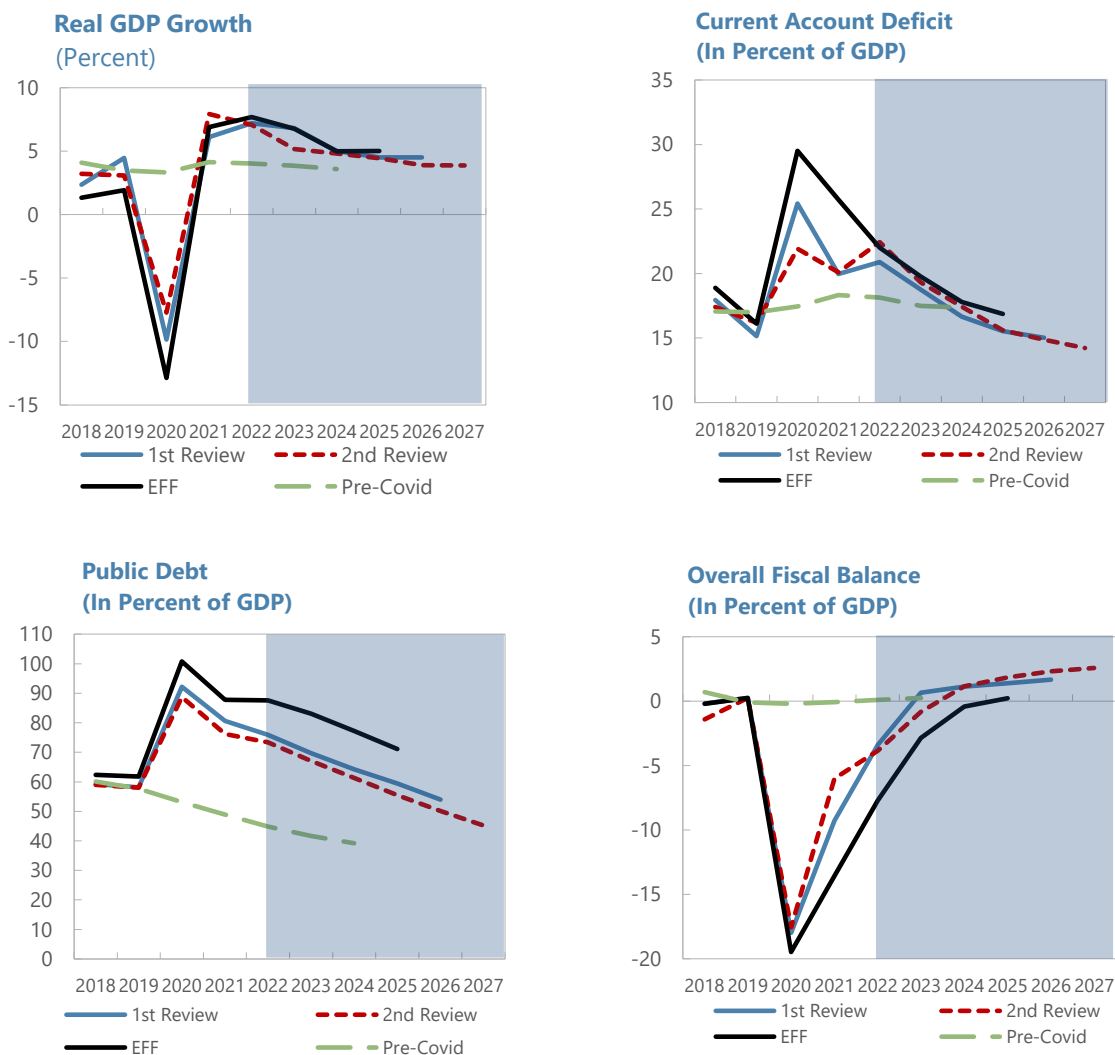 Real GDP Growth
(Percent)
10
5
0
-5
-10
-15
2018 2019 2020 2021 2022 2023 2024 2025 2026 2027
1st Review
2nd Review
EFF
Pre-Covid
Current Account Deficit
(In Percent of GDP)
35
30
25
20
15
10
2018 2019 2020 2021 2022 2023 2024 2025 2026 2027
1st Review
2nd Review
EFF
Pre-Covid
Public Debt
(In Percent of GDP)
110
100
90
80
70
60
50
40
30
20
10
0
2018 2019 2020 2021 2022 2023 2024 2025 2026 2027
1st Review
2nd Review
EFF
Pre-Covid
Overall Fiscal Balance
(In Percent of GDP)
5
0
-5
-10
-15
-20
2018 2019 2020 2021 2022 2023 2024 2025 2026 2027
1st Review
2nd Review
EFF
Pre-Covid